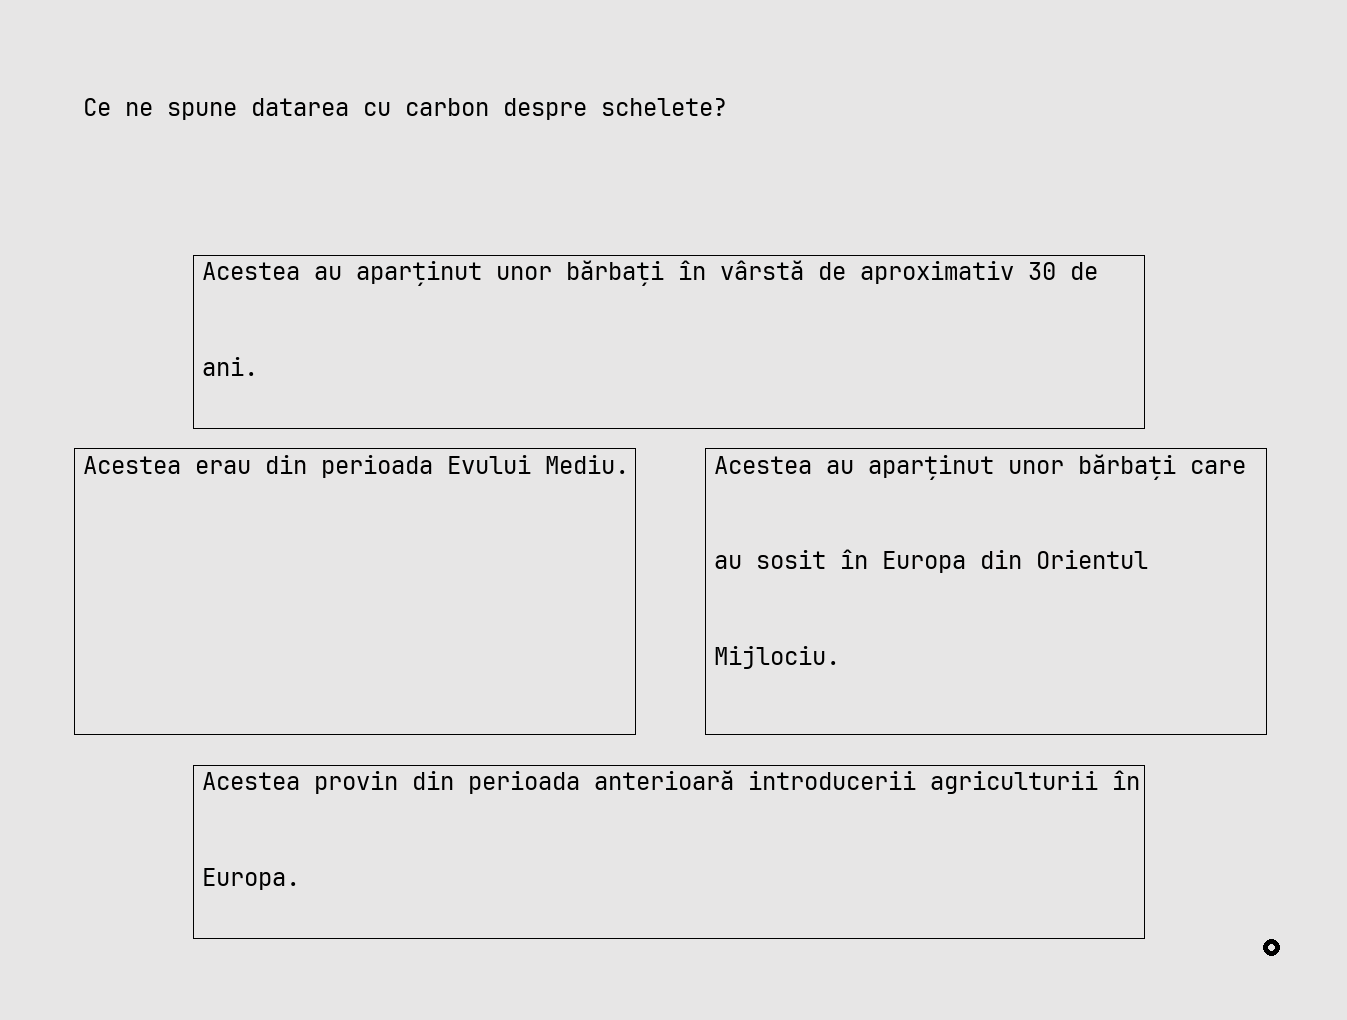 Ce ne spune datarea cu carbon despre schelete?
Acestea au aparținut unor bărbați în vârstă de aproximativ 30 de
ani.
Acestea erau din perioada Evului Mediu.
Acestea au aparținut unor bărbați care
au sosit în Europa din Orientul
Mijlociu.
Acestea provin din perioada anterioară introducerii agriculturii în
Europa.